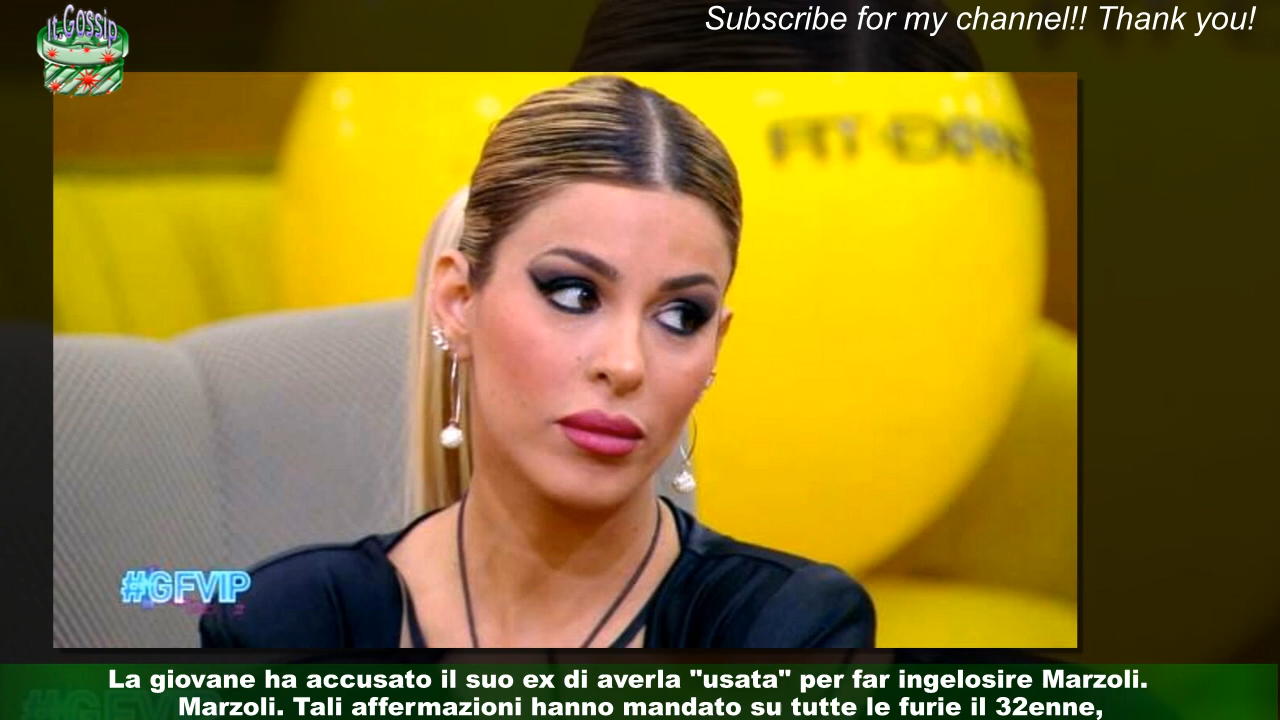 It.Gossip
Subscribe for my channel!! Thank you!
#GFVIP
La giovane ha accusato il suo ex di averla "usata" per far ingelosire Marzoli.
Marzoli. Tali affermazioni hanno mandato su tutte le furie il 32enne,